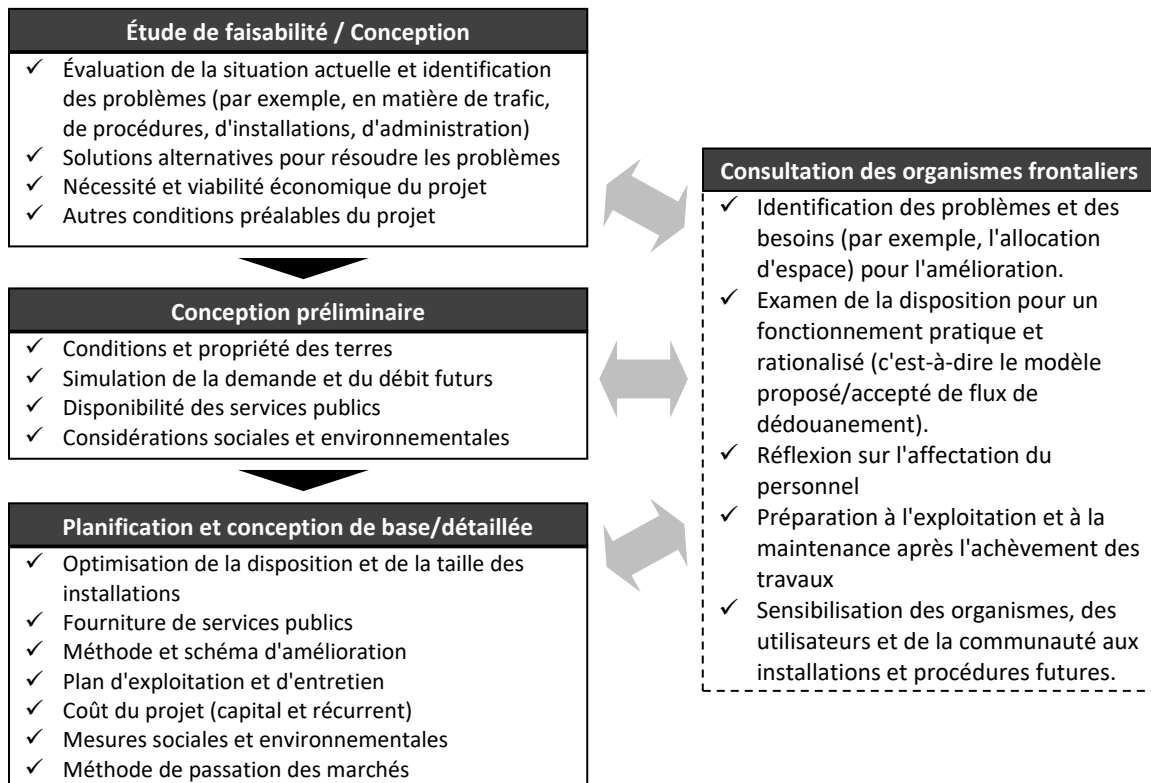 Étude de faisabilité / Conception
✓ Évaluation de la situation actuelle et identification
des problèmes (par exemple, en matière de trafic,
de procédures, d'installations, d'administration)
✓ Solutions alternatives pour résoudre les problèmes
✓ Nécessité et viabilité économique du projet
✓ Autres conditions préalables du projet
Conception préliminaire
✓ Conditions et propriété des terres
✓ Simulation de la demande et du débit futurs
✓ Disponibilité des services publics
✓ Considérations sociales et environnementales
Planification et conception de base/détaillée
✓ Optimisation de la disposition et de la taille des
installations
✓ Fourniture de services publics
✓ Méthode et schéma d'amélioration
✓ Plan d'exploitation et d'entretien
✓ Coût du projet (capital et récurrent)
✓ Mesures sociales et environnementales
✓ Méthode de passation des marchés
Consultation des organismes frontaliers
✓ Identification des problèmes et des
besoins (par exemple, l'allocation
d'espace) pour l'amélioration.
✓ Examen de la disposition pour un
fonctionnement pratique et
rationalisé (c'est-à-dire le modèle
proposé/accepté de flux de
dédouanement).
✓ Réflexion sur l'affectation du
personnel
✓ Préparation à l'exploitation et à la
maintenance après l'achèvement des
travaux
✓ Sensibilisation des organismes, des
utilisateurs et de la communauté aux
installations et procédures futures.